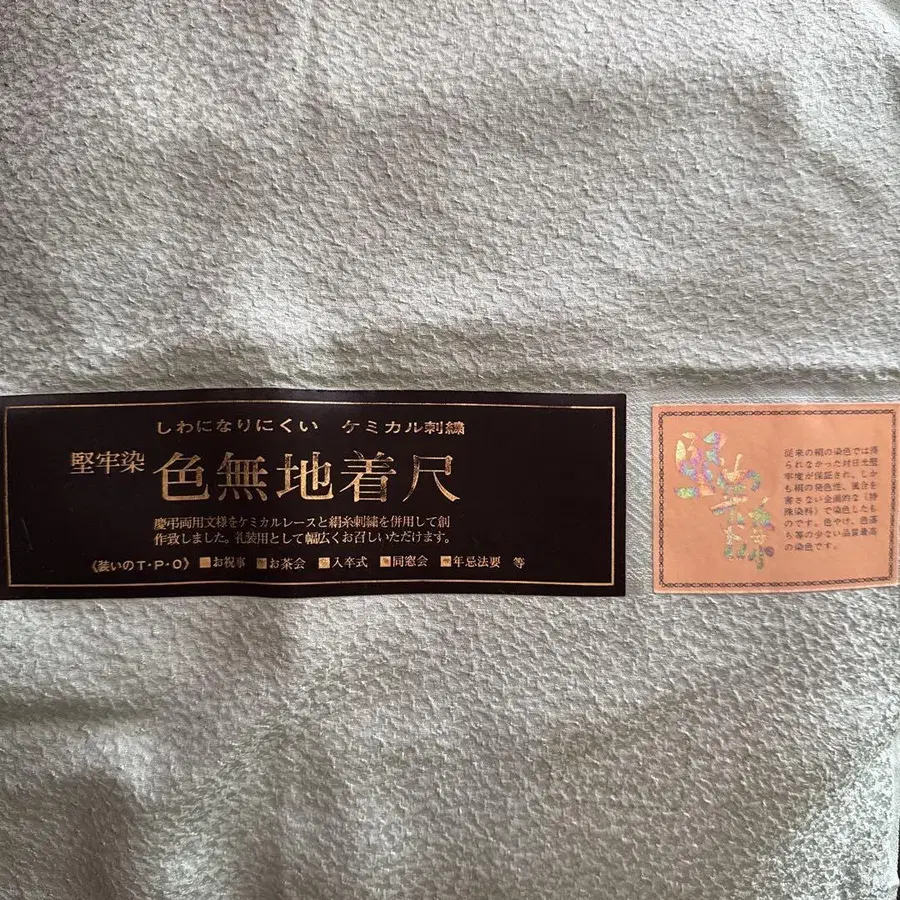 しわになりにくい ケミカル刺繍
堅牢染 色無地着尺
慶弔両用文様をケミカルレースと絹糸刺繍を併用して創
作致しました。礼装用として幅広くお召しいただけます。
《装いのT・P・O》 お祝事 お茶会 入卒式 同窓会 年忌法要 等
従来の絹の染色では得
られなかった対日光堅
牢度が保証され、しか
も絹の発色性、風合を
害さない企画的な(特
殊染料)で染色したも
のです。色やけ、色落
ち等の少ない品質最高
の染色です。